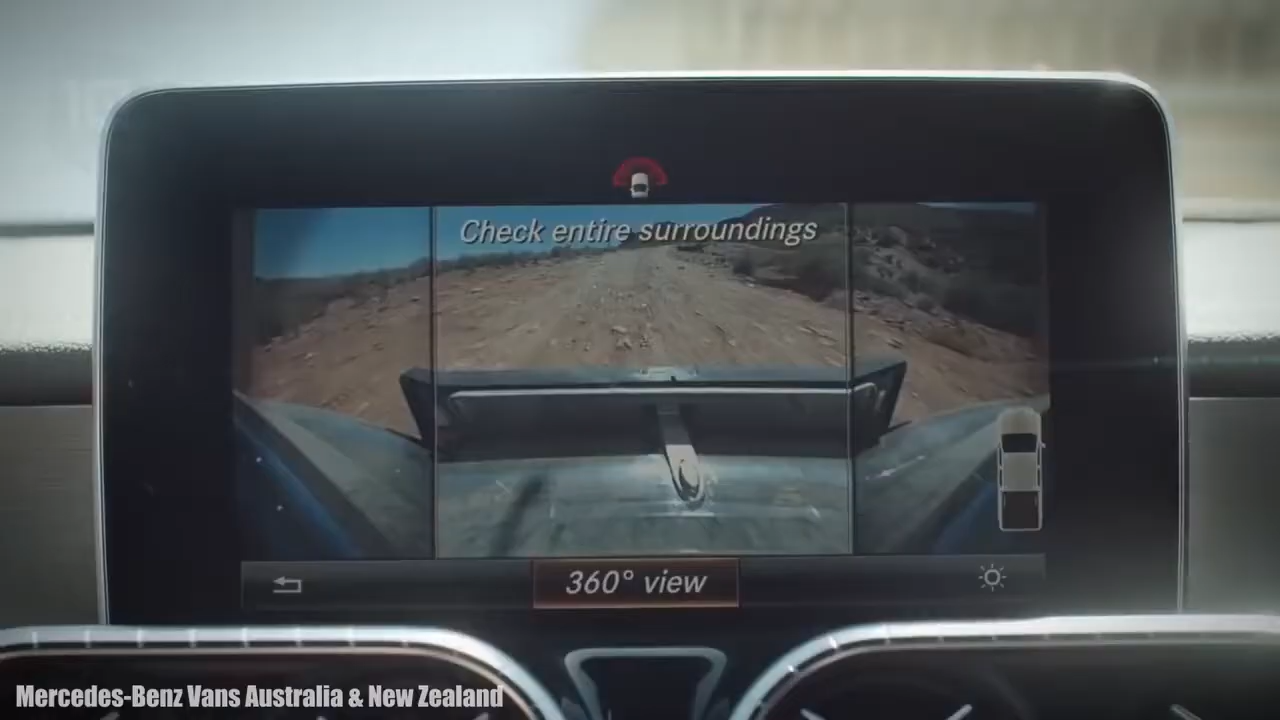 Check entire surroundings
360° view
Mercedes-Benz Vans Australia & New Zealand